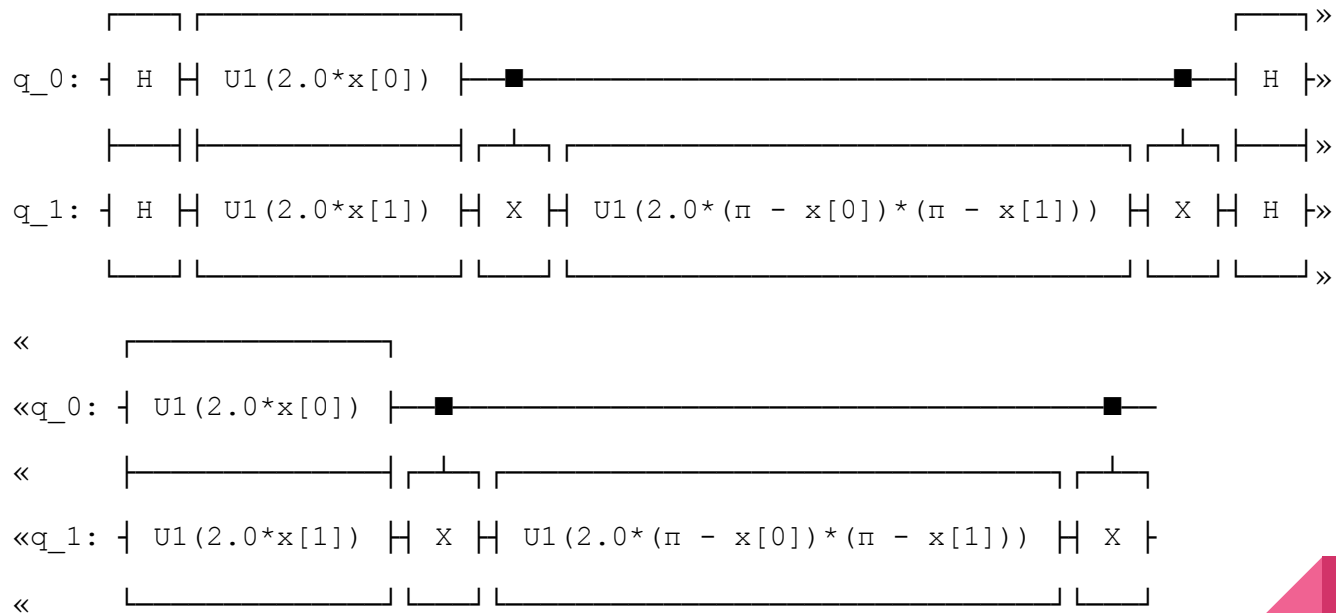 q_0: ┤ H ├┤ U1(2.0*x[0]) ├──■──────────────────────────────────────■──┤ H ├»
q_1: ┤ H ├┤ U1(2.0*x[1]) ├┤ X ├┤ U1(2.0*(π - x[0])*(π - x[1])) ├┤ X ├┤ H ├»
«
«q_0: ┤ U1(2.0*x[0]) ├──■──────────────────────────────────────■──
«
«q_1: ┤ U1(2.0*x[1]) ├┤ X ├┤ U1(2.0*(π - x[0])*(π - x[1])) ├┤ X ├
«